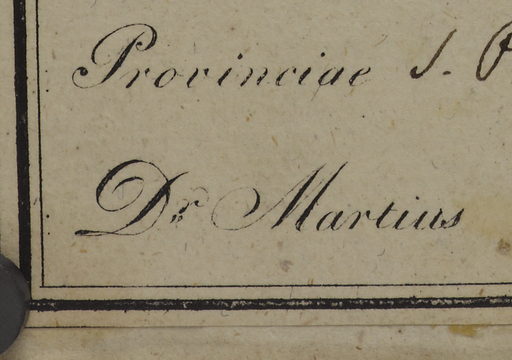 Provinciae S.
Dr Martius